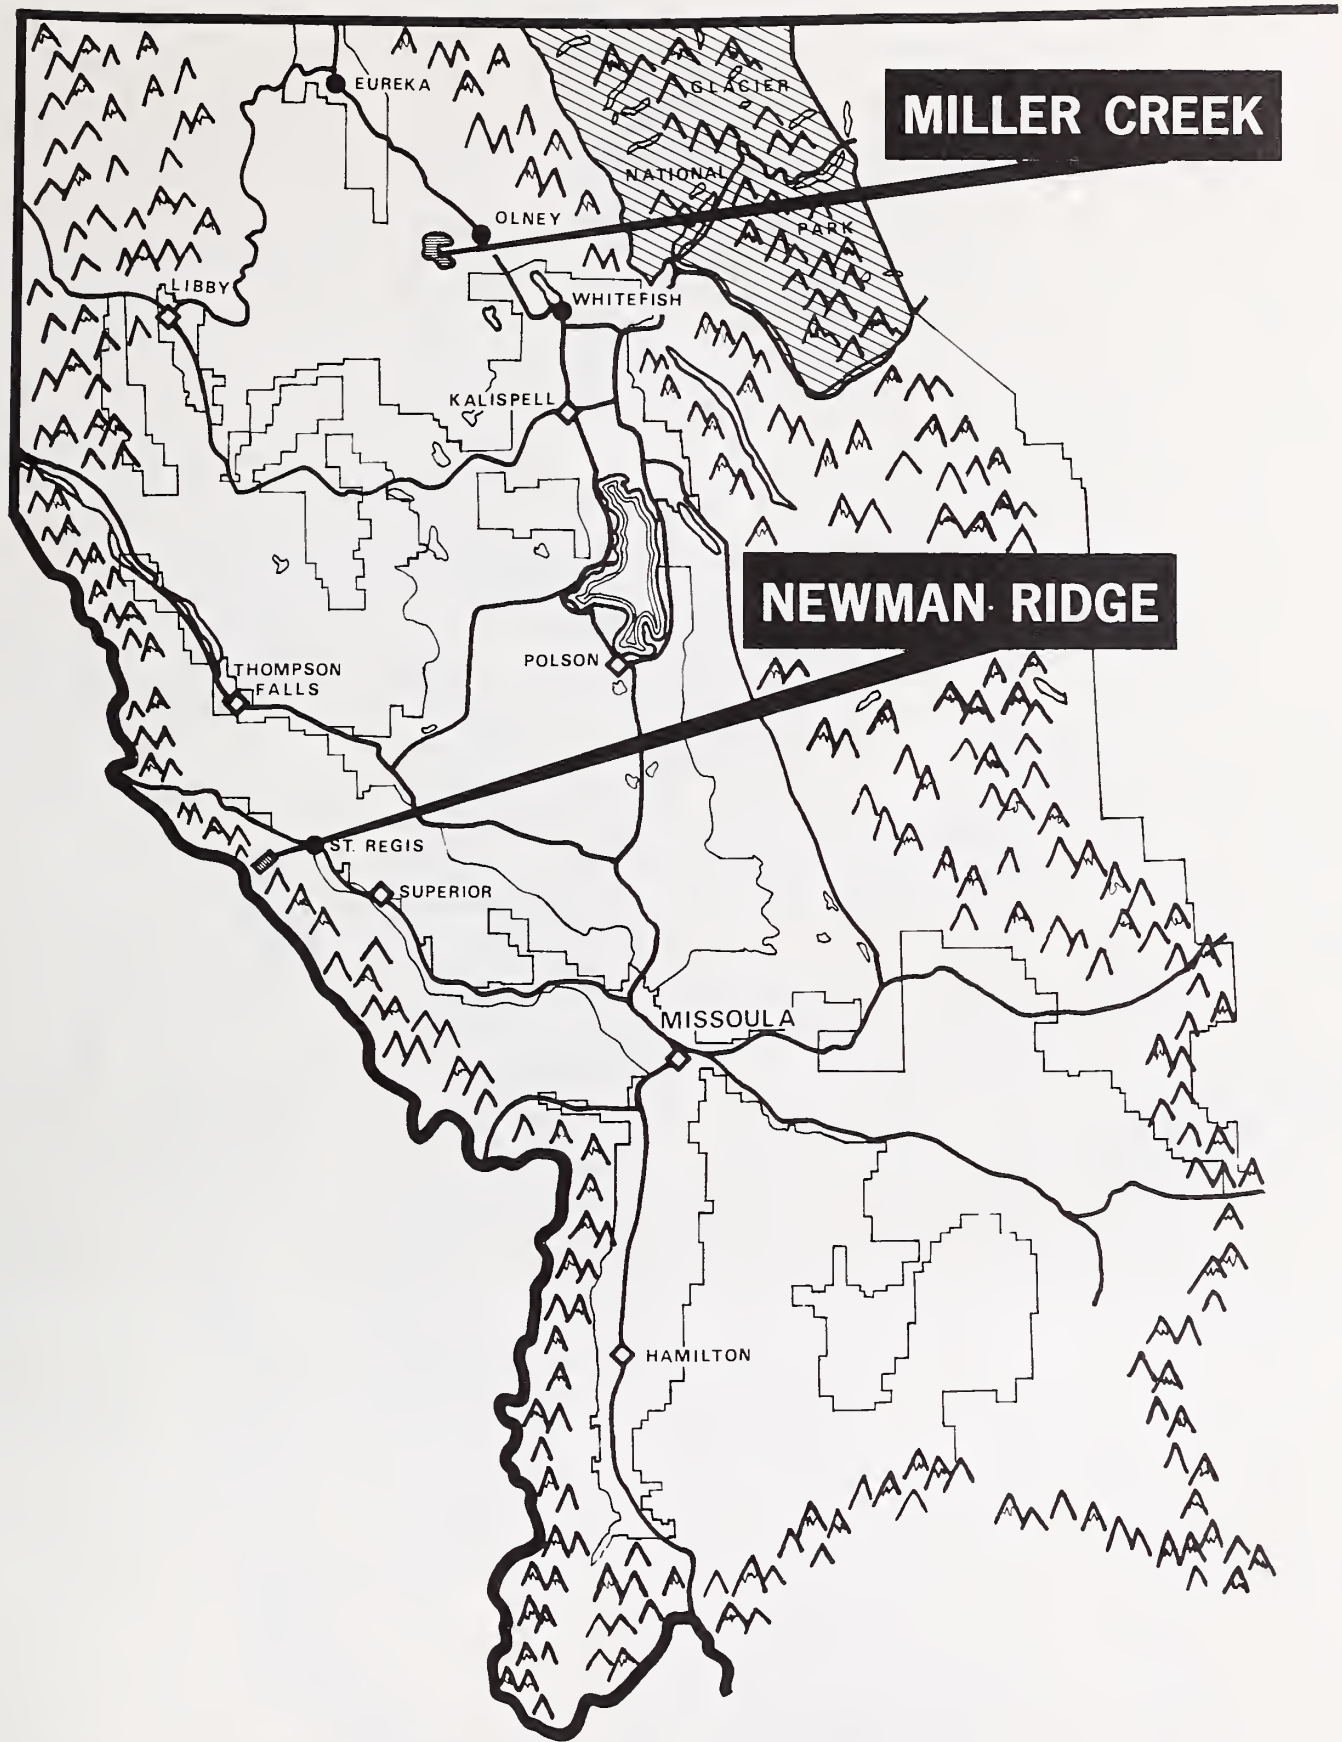 EUREKA
GLACIER
MILLER CREEK
NATIONAL
OLNEY
PARK
LIBBY
WHITEFISH
KALISPELL
NEWMAN RIDGE
POLSON
THOMPSON
FALLS
ST. REGIS
SUPERIOR
MISSOULA
HAMILTON